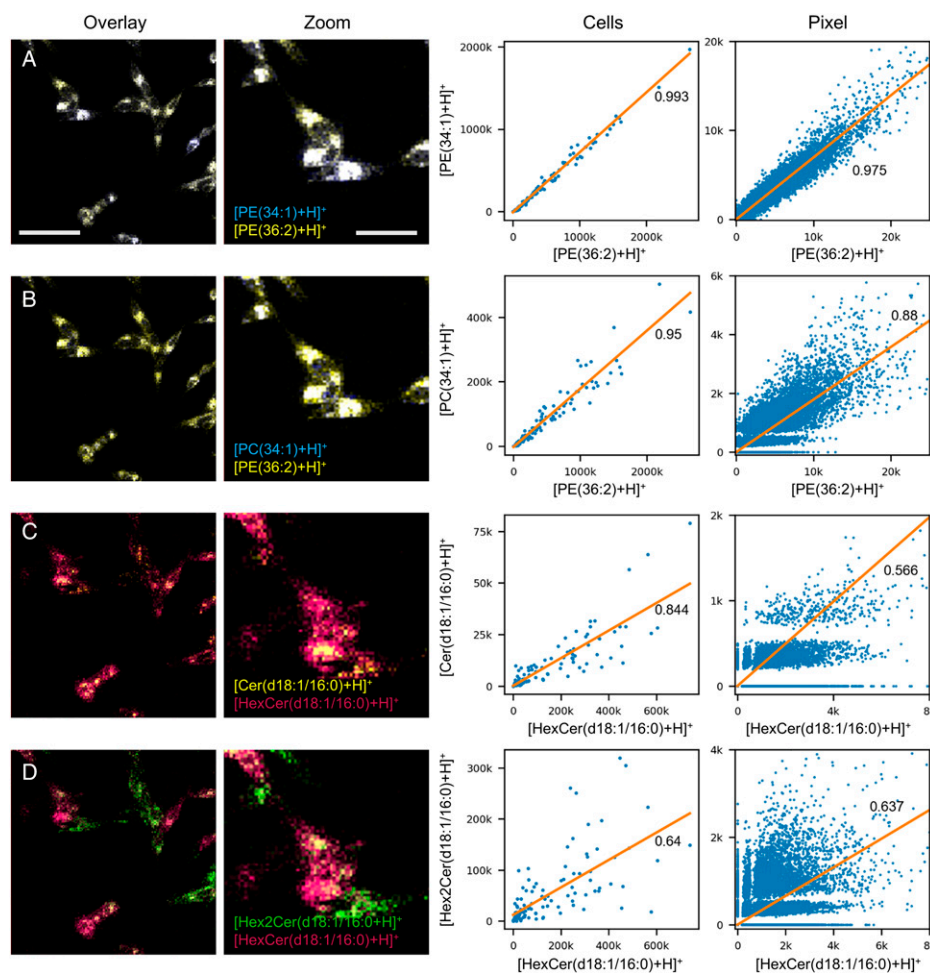 Overlay Zoom Cells Pixel
A
[PE(34:1)+H]⁺
[PE(36:2)+H]⁺
[PE(34:1)+H]⁺
2000k
1000k
0
0.993
0 1000k 2000k
[PE(36:2)+H]⁺
20k
10k
0
0.975
0 10k
[PE(36:2)+H]⁺
B
[PC(34:1)+H]⁺
[PE(36:2)+H]⁺
[PC(34:1)+H]⁺
400k
200k
0
0.95
0 1000k 2000k
[PE(36:2)+H]⁺
6k
4k
2k
0
0.88
0 10k
[PE(36:2)+H]⁺
C
[Cer(d18:1/16:0)+H]⁺
[HexCer(d18:1/16:0)+H]⁺
[Cer(d18:1/16:0)+H]⁺
75k
50k
25k
0
0.844
0 200k 400k 600k
[HexCer(d18:1/16:0)+H]⁺
2k
1k
0
0.566
0 4k 8
[HexCer(d18:1/16:0)+H]⁺
D
[Hex2Cer(d18:1/16:0+H]⁺
[HexCer(d18:1/16:0)+H]⁺
[Hex2Cer(d18:1/16:0)+H]⁺
300k
200k
100k
0
0.64
0 200k 400k 600k
[HexCer(d18:1/16:0)+H]⁺
4k
2k
0
0.637
0 2k 4k 6k 8
[HexCer(d18:1/16:0)+H]⁺